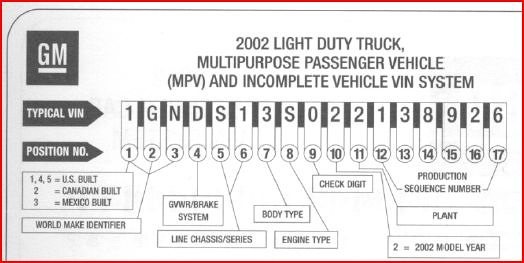 GM
2002 LIGHT DUTY TRUCK,
MULTIPURPOSE PASSENGER VEHICLE
(MPV) AND INCOMPLETE VEHICLE VIN SYSTEM
TYPICAL VIN 1 G N D S 1 3 S 0 2 2 1 3 8 9 2 6
POSITION NO. 1 2 3 4 5 6 7 8 9 10 11 12 13 14 15 16 17
1, 4, 5 = U.S. BUILT
2 = CANADIAN BUILT
3 = MEXICO BUILT
WORLD MAKE IDENTIFIER
GVWR/BRAKE
SYSTEM
LINE CHASSIS/SERIES
BODY TYPE
ENGINE TYPE
CHECK DIGIT
PRODUCTION
SEQUENCE NUMBER
PLANT
2 = 2002 MODEL YEAR